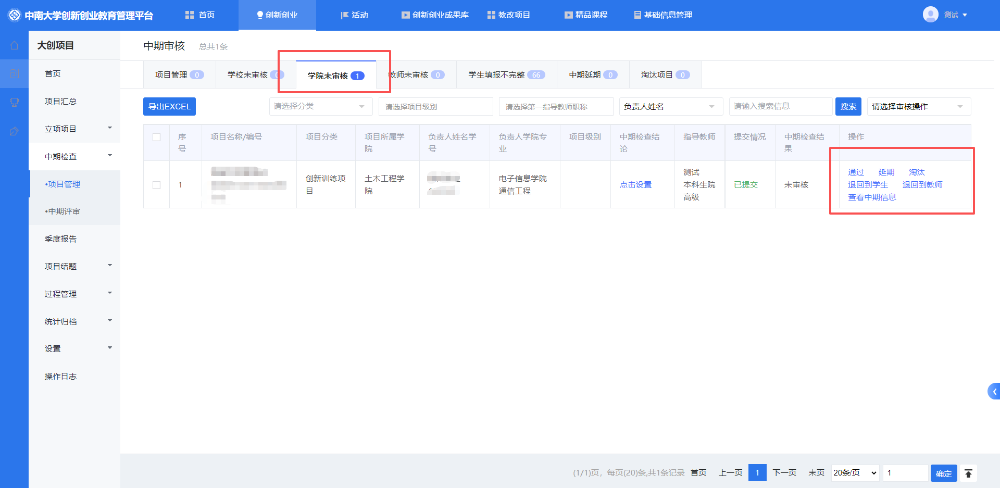 中南大学创新创业教育管理平台
首页
创新创业
活动
创新创业成果库
教改项目
精品课程
基础信息管理
测试
大创项目
首页
项目汇总
立项项目
中期检查
•项目管理
•中期评审
季度报告
项目结题
过程管理
统计归档
设置
操作日志
中期审核 总共1条
项目管理 0
学校未审核 0
学院未审核 1
教师未审核 0
学生填报不完整 66
中期延期 0
淘汰项目 0
导出EXCEL
请选择分类
请选择项目级别
请选择第一指导教师职称
负责人姓名
请输入搜索信息
搜索
请选择审核操作
序
号
项目名称/编号
项目分类
项目所属学
院
负责人姓名学
号
负责人学院专
业
项目级别
中期检查结
论
指导教师
提交情况
中期检查结
果
操作
1
创新训练项
目
土木工程学
院
电子信息学院
通信工程
点击设置
测试
本科生院
高级
已提交
未审核
通过 延期 淘汰
退回到学生 退回到教师
查看中期信息
(1/1)页，每页(20)条,共1条记录 首页 上一页 1 下一页 末页 20条/页 1 确定